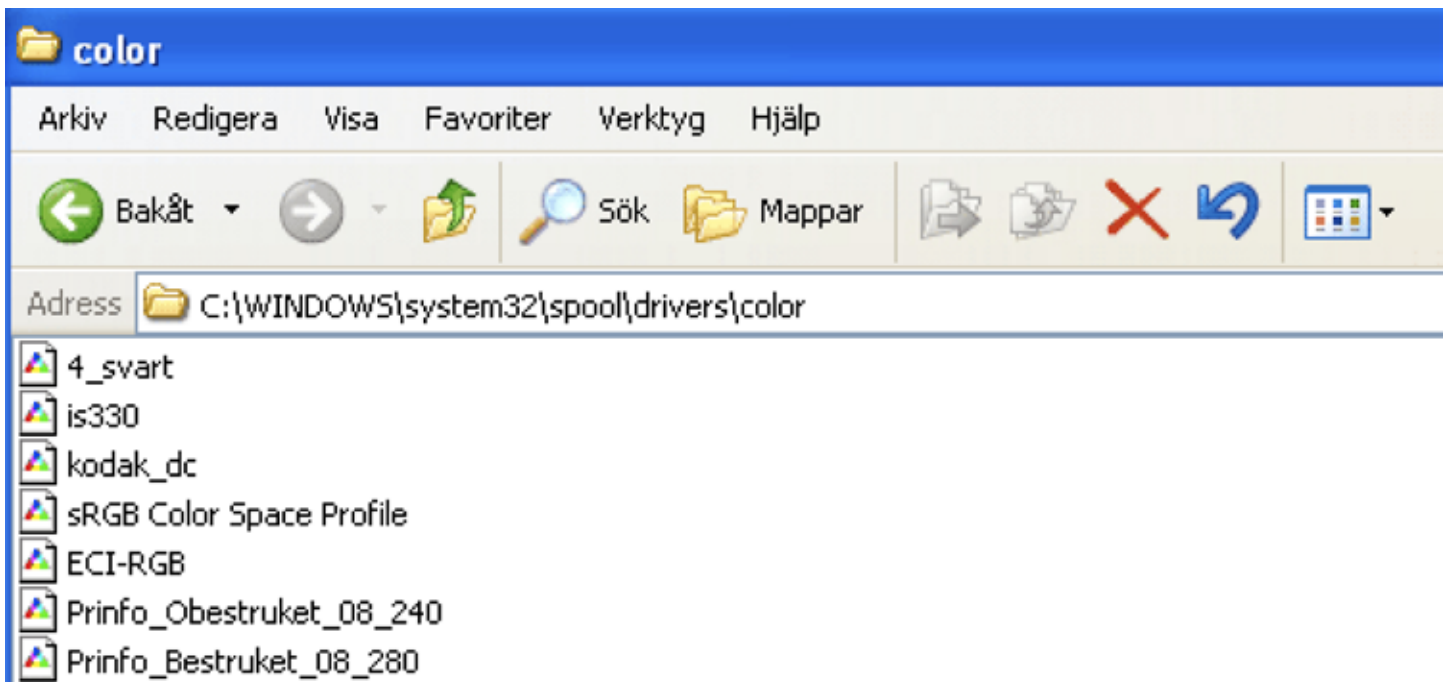 color
Arkiv Redigera Visa Favoriter Verktyg Hjälp
Bakåt Sök Mappar
Adress C:\WINDOWS\system32\spool\drivers\color
4_svart
is330
kodak_dc
sRGB Color Space Profile
ECI-RGB
Prinfo_Obestruket_08_240
Prinfo_Bestruket_08_280